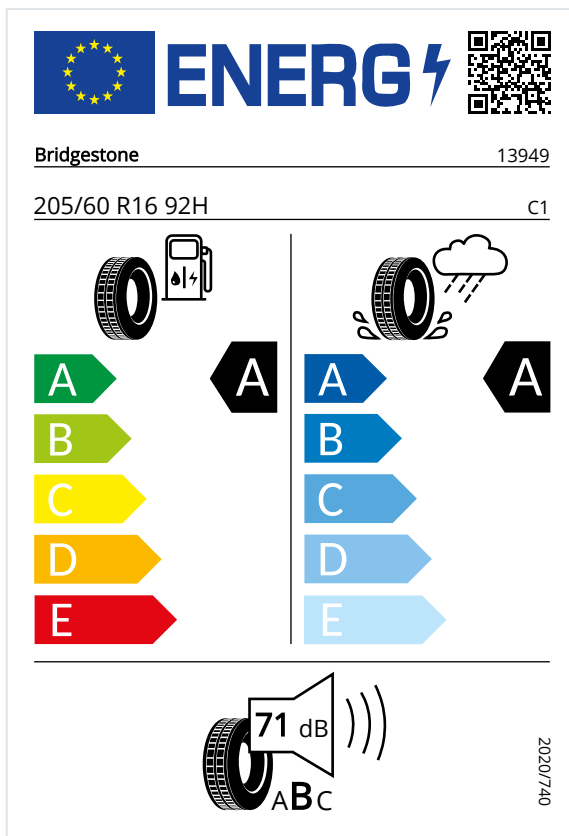 ENERG
Bridgestone 13949
205/60 R16 92H C1
A A A A
B B
C C
D D
E E
71 dB
ABC
2020/740